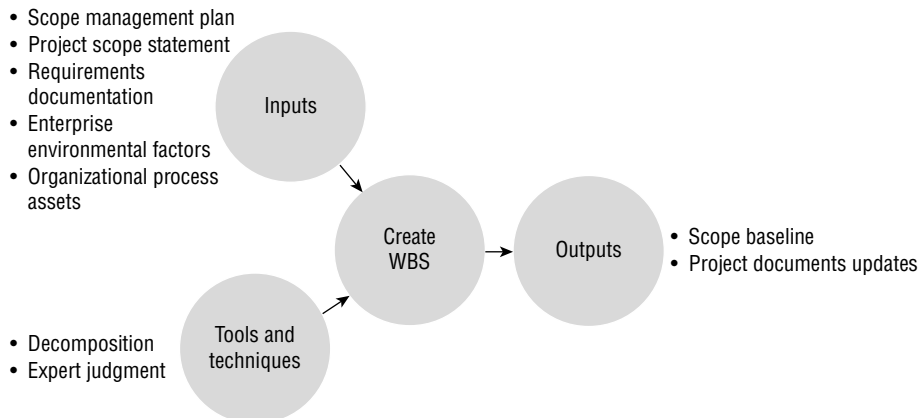 • Scope management plan
• Project scope statement
• Requirements
documentation
• Enterprise
environmental factors
• Organizational process
assets
Inputs
Create
WBS
Outputs
• Scope baseline
• Project documents updates
Tools and
techniques
• Decomposition
• Expert judgment